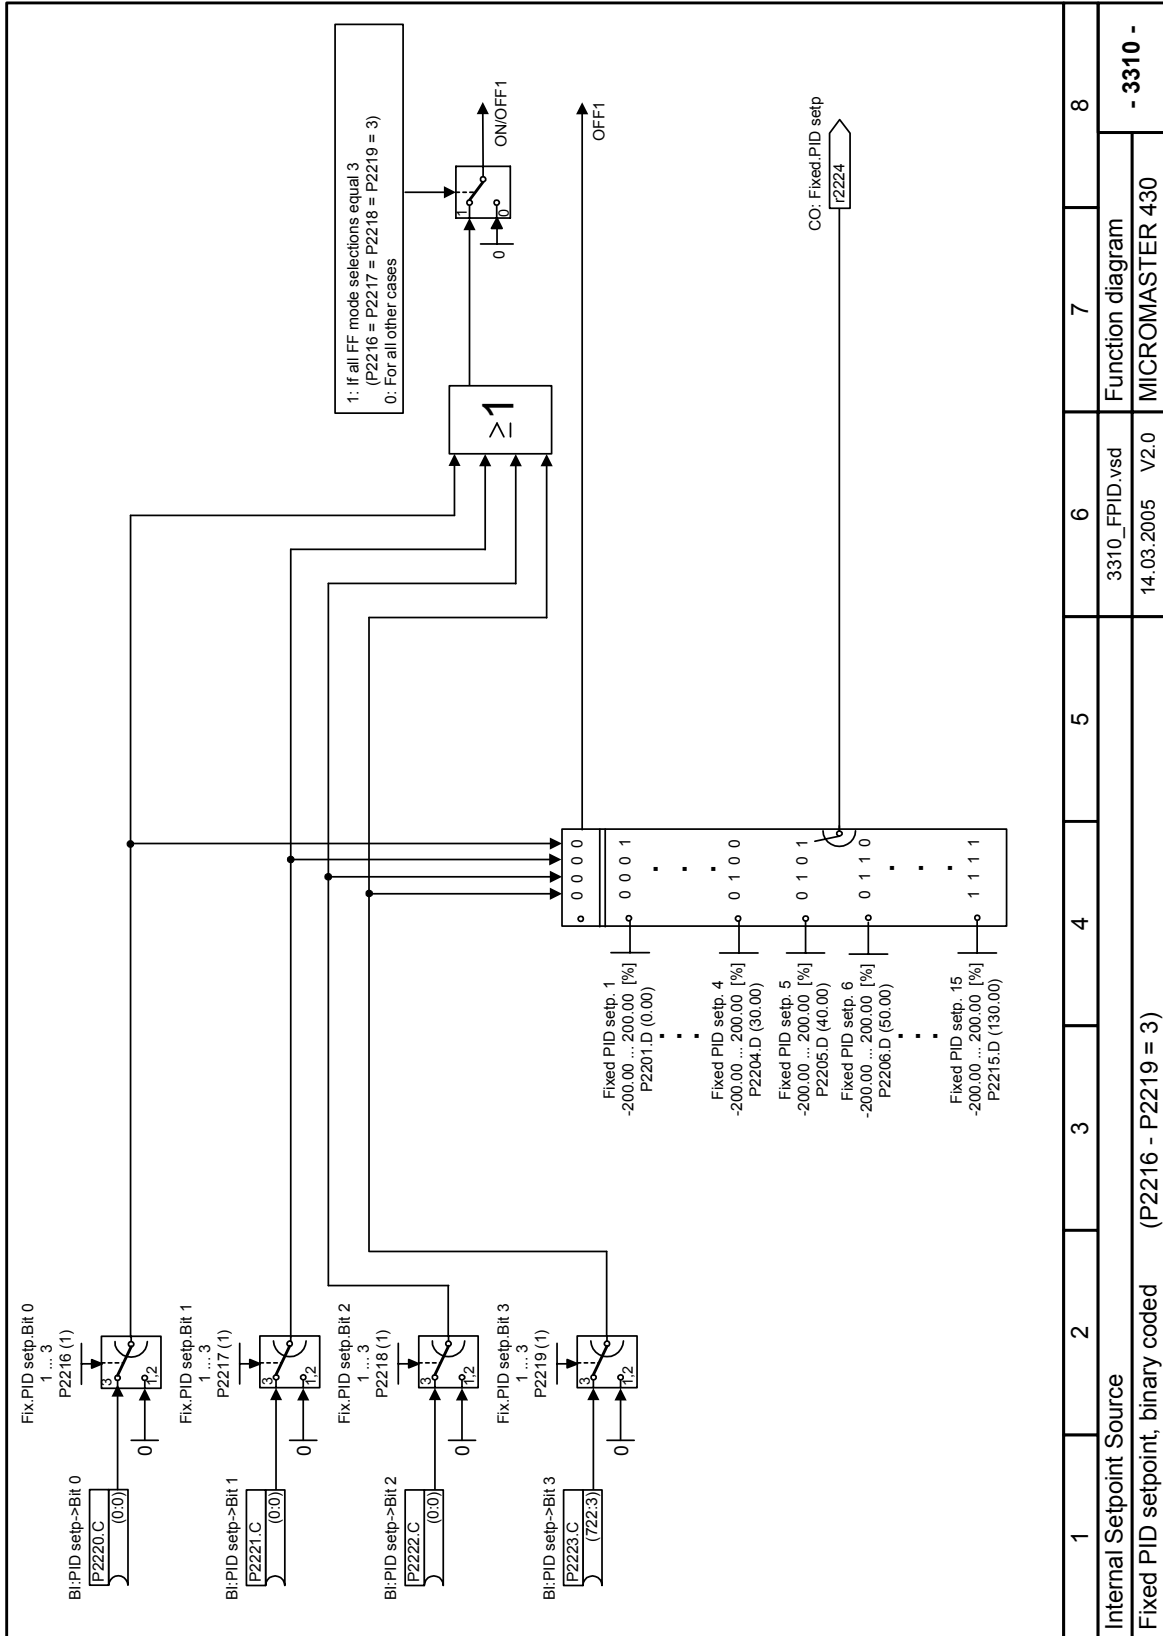 BI:PID setp->Bit 0
P2220.C
(0:0)
0
Fix.PID setp.Bit 0
1 ... 3
P2216 (1)
3
1,2
BI:PID setp->Bit 1
P2221.C
(0:0)
0
Fix.PID setp.Bit 1
1 ... 3
P2217 (1)
3
1,2
BI:PID setp->Bit 2
P2222.C
(0:0)
0
Fix.PID setp.Bit 2
1 ... 3
P2218 (1)
3
1,2
BI:PID setp->Bit 3
P2223.C
(722:3)
0
Fix.PID setp.Bit 3
1 ... 3
P2219 (1)
3
1,2
1: If all FF mode selections equal 3
(P2216 = P2217 = P2218 = P2219 = 3)
0: For all other cases
≥1
1
0
0
ON/OFF1
OFF1
0 0 0 0
Fixed PID setp. 1
-200.00 ... 200.00 [%]
P2201.D (0.00)
0 0 0 1
. . .
. . .
Fixed PID setp. 4
-200.00 ... 200.00 [%]
P2204.D (30.00)
0 1 0 0
Fixed PID setp. 5
-200.00 ... 200.00 [%]
P2205.D (40.00)
0 1 0 1
Fixed PID setp. 6
-200.00 ... 200.00 [%]
P2206.D (50.00)
0 1 1 0
. . .
. . .
Fixed PID setp. 15
-200.00 ... 200.00 [%]
P2215.D (130.00)
1 1 1 1
CO: Fixed.PID setp
r2224
1 2 3 4 5 6 7 8
Internal Setpoint Source
3310_FPID.vsd
Function diagram
- 3310 -
Fixed PID setpoint, binary coded (P2216 - P2219 = 3)
14.03.2005 V2.0
MICROMASTER 430